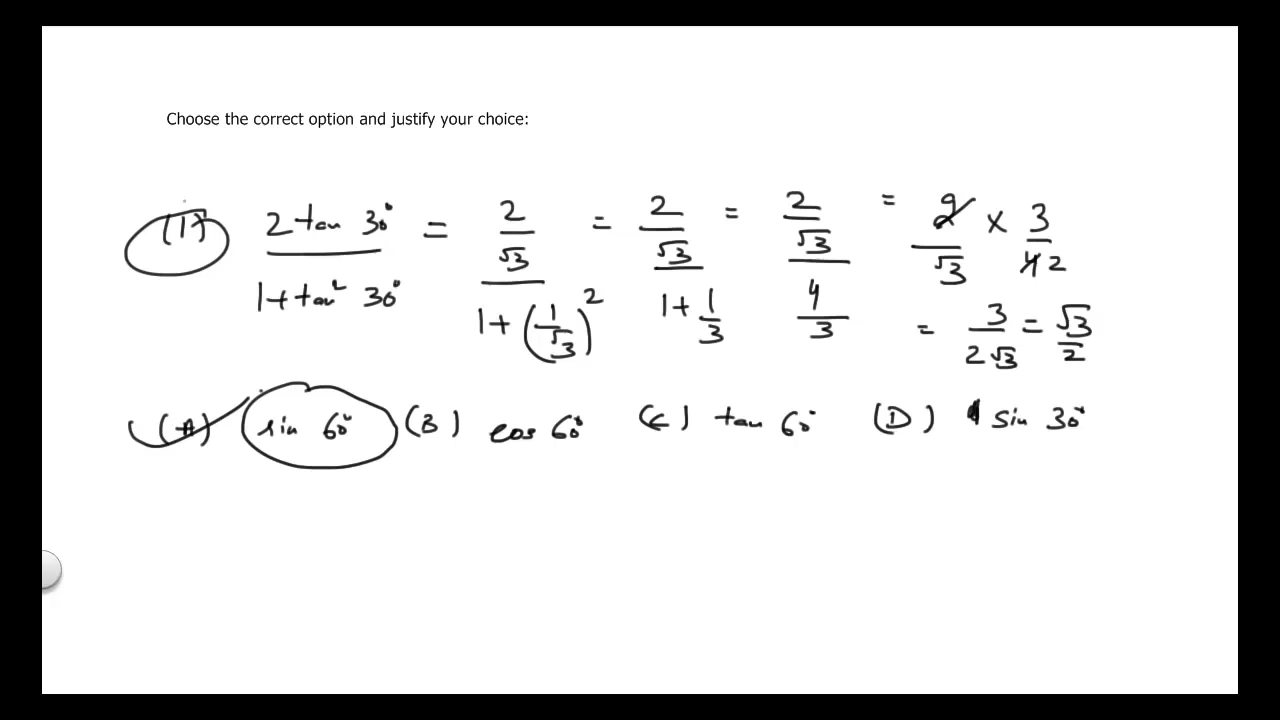 Choose the correct option and justify your choice:
(i) 2 tan 30° / 1 + tan² 30° = 2/√3 / 1 + (1/√3)² = 2/√3 / 1 + 1/3 = 2/√3 / 4/3 = 2/√3 × 3/4 2
= 3/2√3 = √3/2
(A) sin 60° (B) cos 60° (C) tan 60° (D) sin 30°